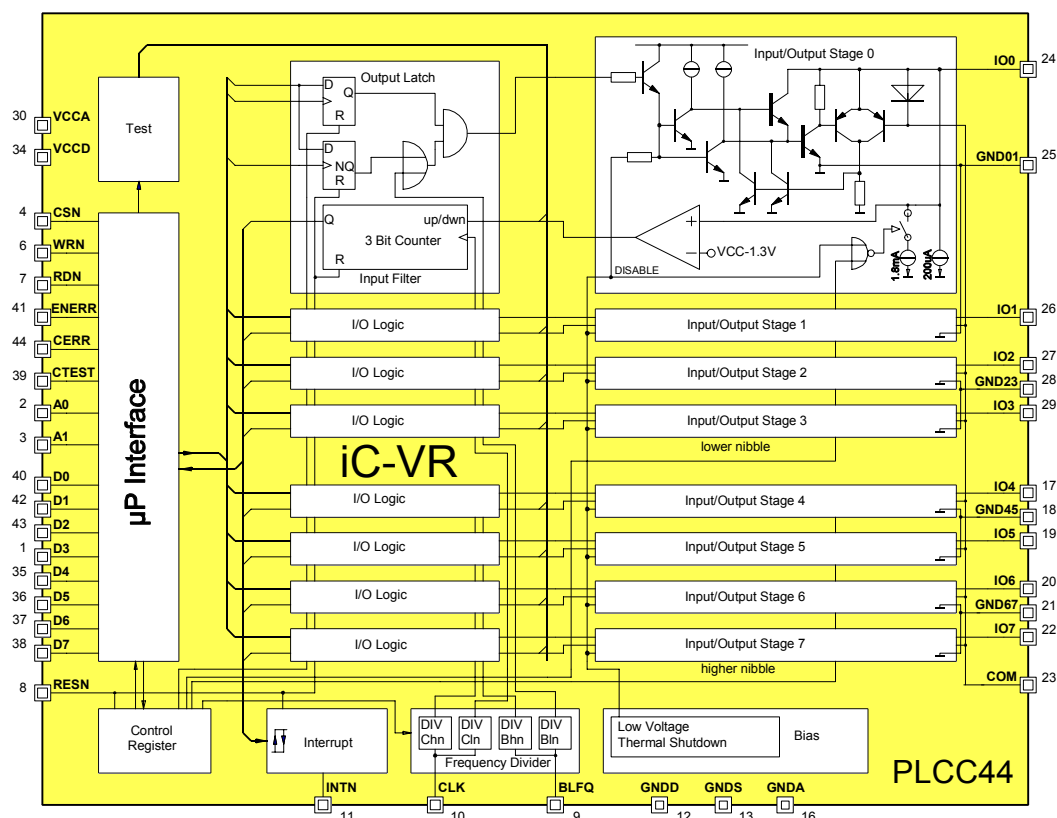 Output Latch
D
Q
R
D
NQ
R
Q
up/dwn
3 Bit Counter
R
Input Filter
Input/Output Stage 0
VCC-1.3V
DISABLE
1.8mA
200uA
Test
µP Interface
30 VCCA
34 VCCD
4 CSN
6 WRN
7 RDN
41 ENERR
44 CERR
39 CTEST
2 A0
3 A1
40 D0
42 D1
43 D2
1 D3
35 D4
36 D5
37 D6
38 D7
8 RESN
IO0 24
GND01 25
I/O Logic
Input/Output Stage 1
IO1 26
I/O Logic
Input/Output Stage 2
IO2 27
GND23 28
I/O Logic
Input/Output Stage 3
IO3 29
lower nibble
iC-VR
I/O Logic
Input/Output Stage 4
IO4 17
GND45 18
I/O Logic
Input/Output Stage 5
IO5 19
I/O Logic
Input/Output Stage 6
IO6 20
GND67 21
I/O Logic
Input/Output Stage 7
IO7 22
higher nibble
COM 23
Control
Register
Interrupt
DIV
Chn
DIV
Cln
DIV
Bhn
DIV
Bln
Frequency Divider
Low Voltage
Thermal Shutdown
Bias
PLCC44
INTN
CLK
BLFQ
GNDD
GNDS
GNDA
11
10
9
12
13
16